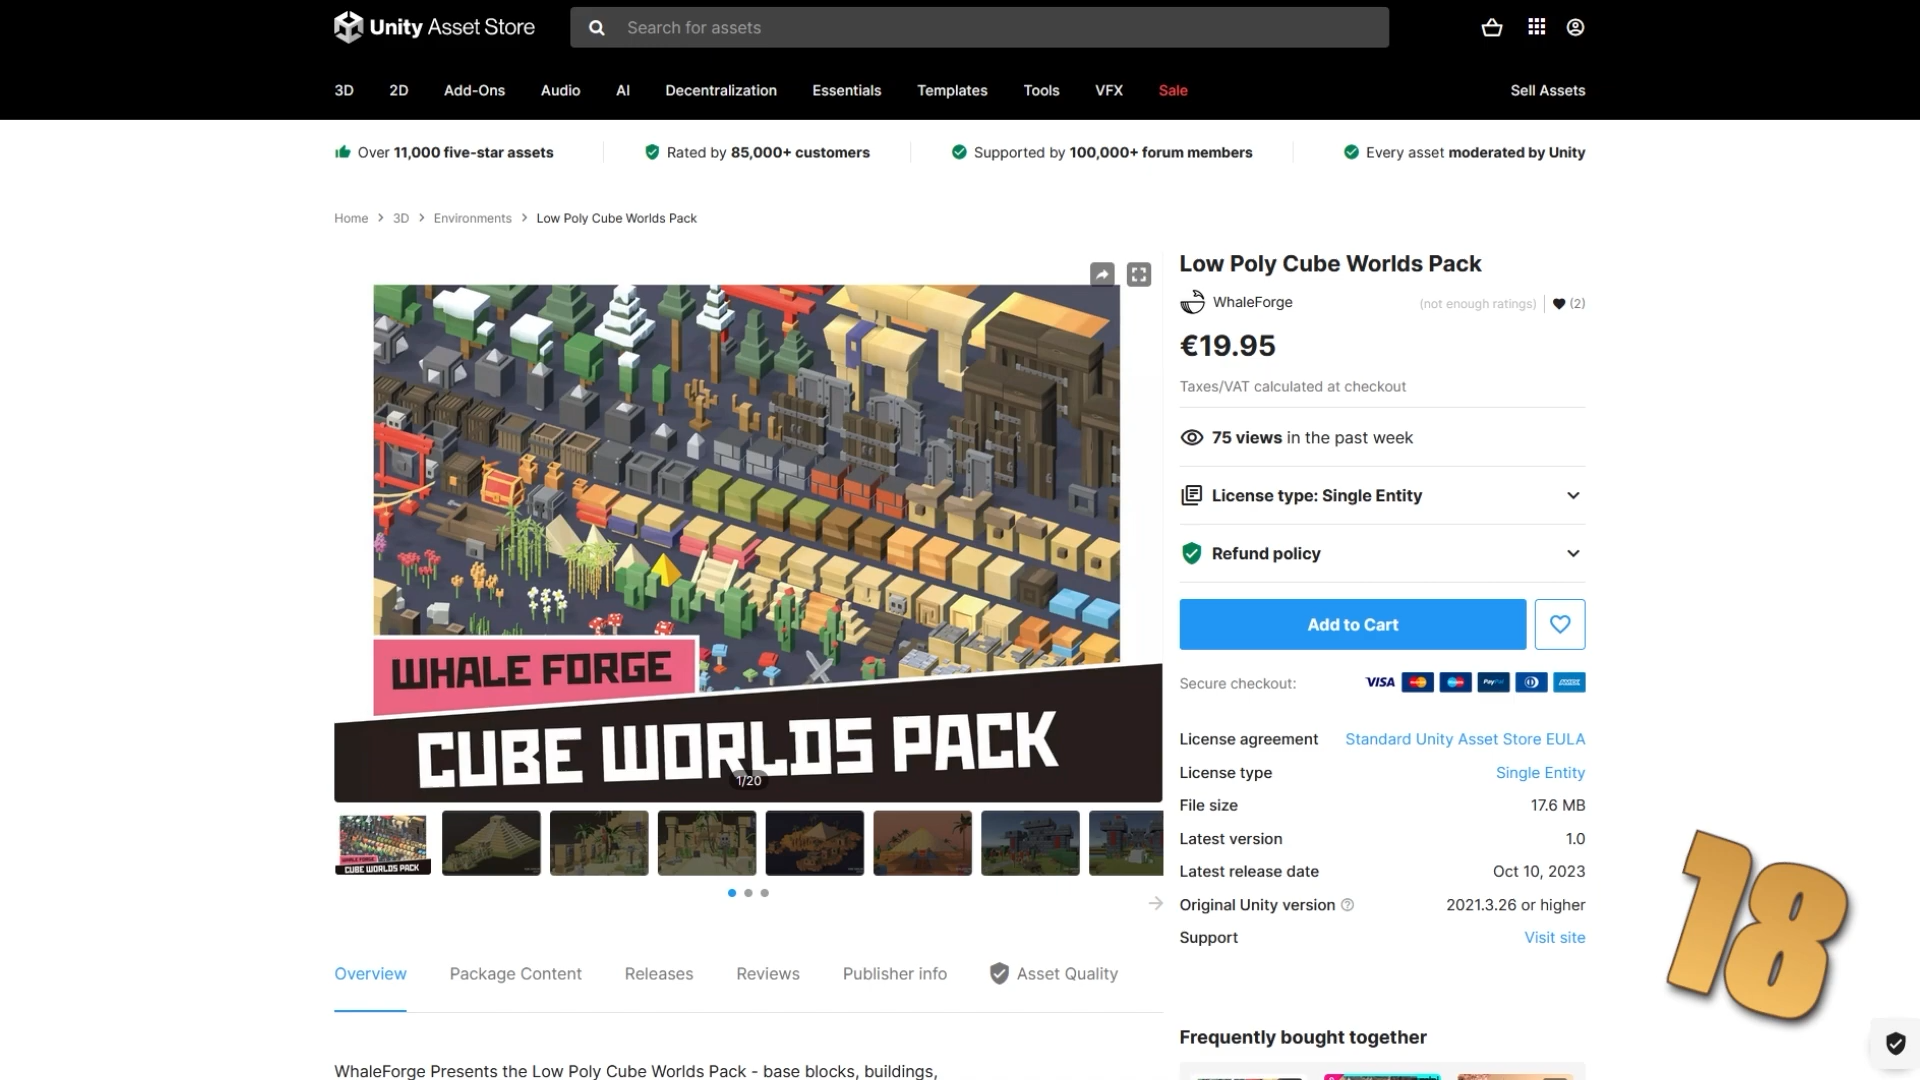 Unity Asset Store
Search for assets
3D 2D Add-Ons Audio AI Decentralization Essentials Templates Tools VFX Sale Sell Assets
Over 11,000 five-star assets
Rated by 85,000+ customers
Supported by 100,000+ forum members
Every asset moderated by Unity
Home > 3D > Environments > Low Poly Cube Worlds Pack
WHALE FORGE
CUBE WORLDS PACK
1/20
CUBE WORLDS PACK
Low Poly Cube Worlds Pack
WhaleForge
(not enough ratings) (2)
€19.95
Taxes/VAT calculated at checkout
75 views in the past week
License type: Single Entity
Refund policy
Add to Cart
Secure checkout: VISA PayPal
License agreement Standard Unity Asset Store EULA
License type Single Entity
File size 17.6 MB
Latest version 1.0
Latest release date Oct 10, 2023
Original Unity version 2021.3.26 or higher
Support Visit site
18
Overview Package Content Releases Reviews Publisher info Asset Quality
Frequently bought together
WhaleForge Presents the Low Poly Cube Worlds Pack - base blocks, buildings,